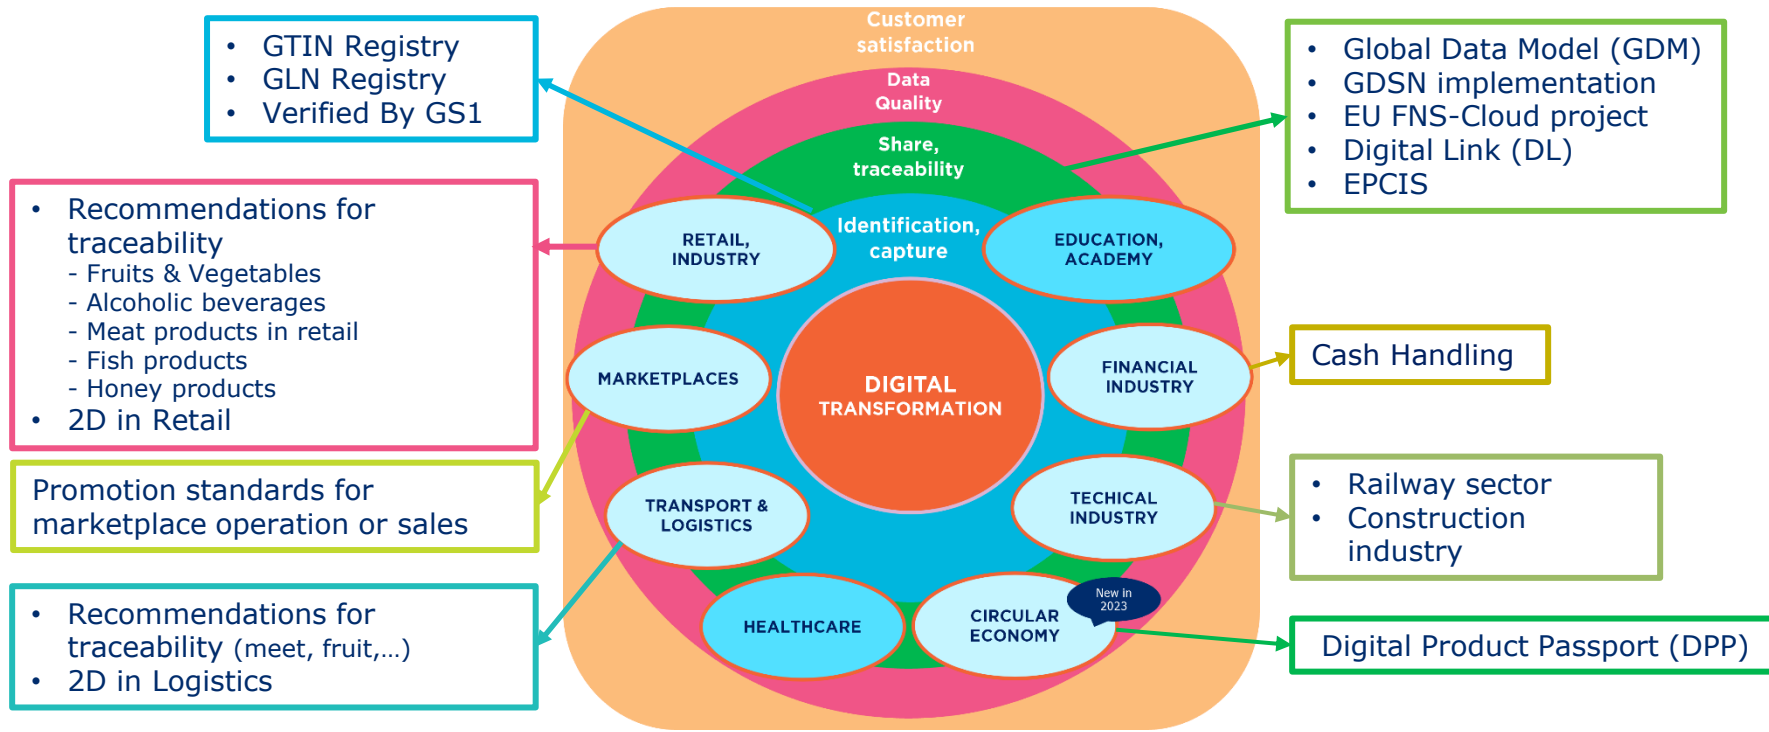 • GTIN Registry
• GLN Registry
• Verified By GS1
• Recommendations for
traceability
- Fruits & Vegetables
- Alcoholic beverages
- Meat products in retail
- Fish products
- Honey products
• 2D in Retail
Promotion standards for
marketplace operation or sales
• Recommendations for
traceability (meet, fruit,...)
• 2D in Logistics
Customer
satisfaction
Data
Quality
Share,
traceability
Identification,
capture
DIGITAL
TRANSFORMATION
RETAIL,
INDUSTRY
EDUCATION,
ACADEMY
MARKETPLACES
FINANCIAL
INDUSTRY
TRANSPORT &
LOGISTICS
TECHICAL
INDUSTRY
HEALTHCARE
CIRCULAR
ECONOMY
New in
2023
• Global Data Model (GDM)
• GDSN implementation
• EU FNS-Cloud project
• Digital Link (DL)
• EPCIS
Cash Handling
• Railway sector
• Construction
industry
Digital Product Passport (DPP)